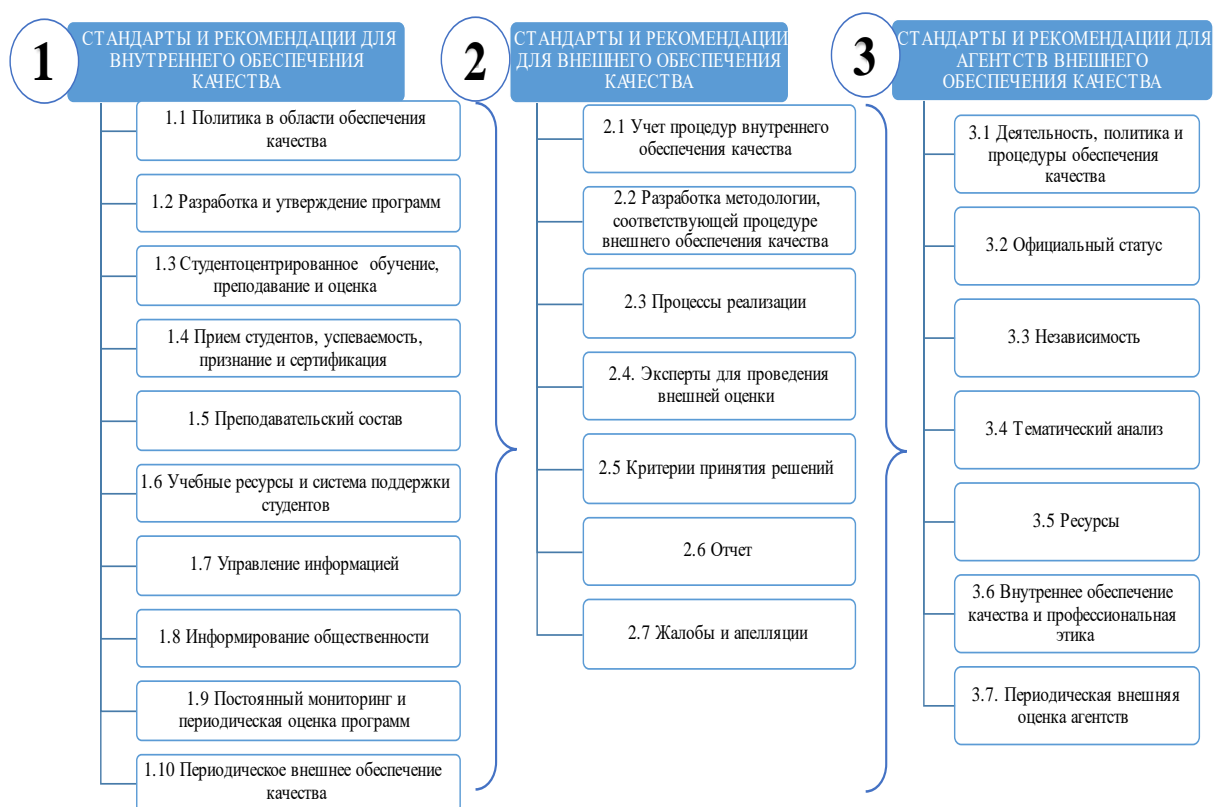 1
СТАНДАРТЫ И РЕКОМЕНДАЦИИ ДЛЯ
ВНУТРЕННЕГО ОБЕСПЕЧЕНИЯ
КАЧЕСТВА
1.1 Политика в области обеспечения
качества
1.2 Разработка и утверждение программ
1.3 Студентоцентрированное обучение,
преподавание и оценка
1.4 Прием студентов, успеваемость,
признание и сертификация
1.5 Преподавательский состав
1.6 Учебные ресурсы и система поддержки
студентов
1.7 Управление информацией
1.8 Информирование общественности
1.9 Постоянный мониторинг и
периодическая оценка программ
1.10 Периодическое внешнее обеспечение
качества
2
СТАНДАРТЫ И РЕКОМЕНДАЦИИ
ДЛЯ ВНЕШНЕГО ОБЕСПЕЧЕНИЯ
КАЧЕСТВА
2.1 Учет процедур внутреннего
обеспечения качества
2.2 Разработка методологии,
соответствующей процедуре
внешнего обеспечения качества
2.3 Процессы реализации
2.4. Эксперты для проведения
внешней оценки
2.5 Критерии принятия решений
2.6 Отчет
2.7 Жалобы и апелляции
3
СТАНДАРТЫ И РЕКОМЕНДАЦИИ ДЛЯ
АГЕНТСТВ ВНЕШНЕГО
ОБЕСПЕЧЕНИЯ КАЧЕСТВА
3.1 Деятельность, политика и
процедуры обеспечения
качества
3.2 Официальный статус
3.3 Независимость
3.4 Тематический анализ
3.5 Ресурсы
3.6 Внутреннее обеспечение
качества и профессиональная
этика
3.7. Периодическая внешняя
оценка агентств